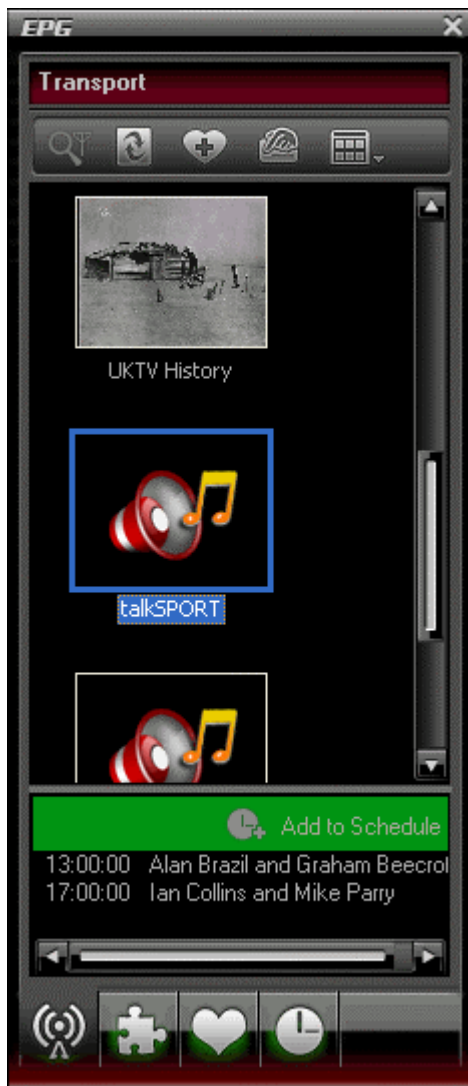 EPG
Transport
UKTV History
talkSPORT
Add to Schedule
13:00:00 Alan Brazil and Graham Beecrof
17:00:00 Ian Collins and Mike Parry